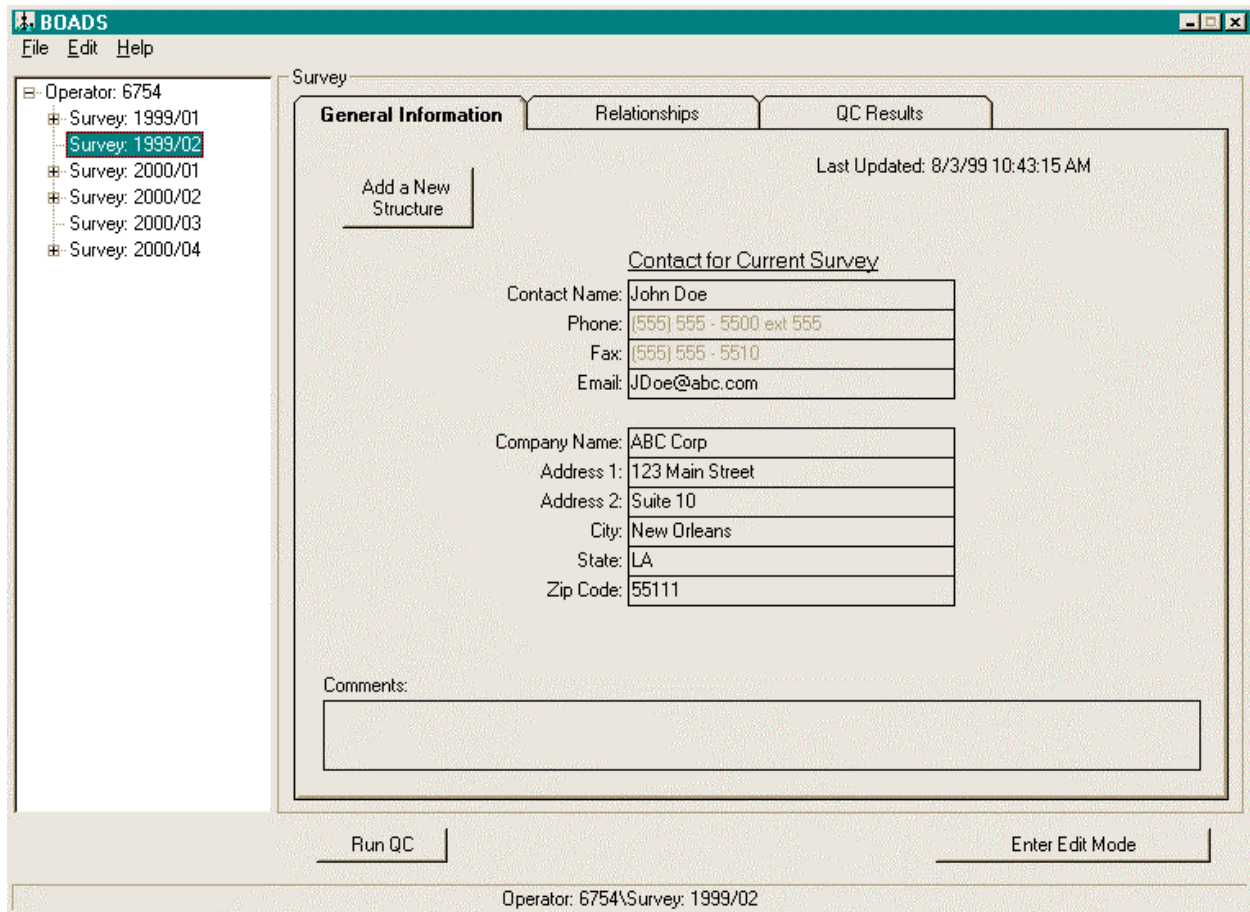 BOADS
File Edit Help
Operator: 6754
Survey: 1999/01
Survey: 1999/02
Survey: 2000/01
Survey: 2000/02
Survey: 2000/03
Survey: 2000/04
Survey
General Information Relationships QC Results
Last Updated: 8/3/99 10:43:15 AM
Add a New
Structure
Contact for Current Survey
Contact Name: John Doe
Phone: (555) 555 - 5500 ext 555
Fax: (555) 555 - 5510
Email: JDoe@abc.com
Company Name: ABC Corp
Address 1: 123 Main Street
Address 2: Suite 10
City: New Orleans
State: LA
Zip Code: 55111
Comments:
Run QC Enter Edit Mode
Operator: 6754\Survey: 1999/02